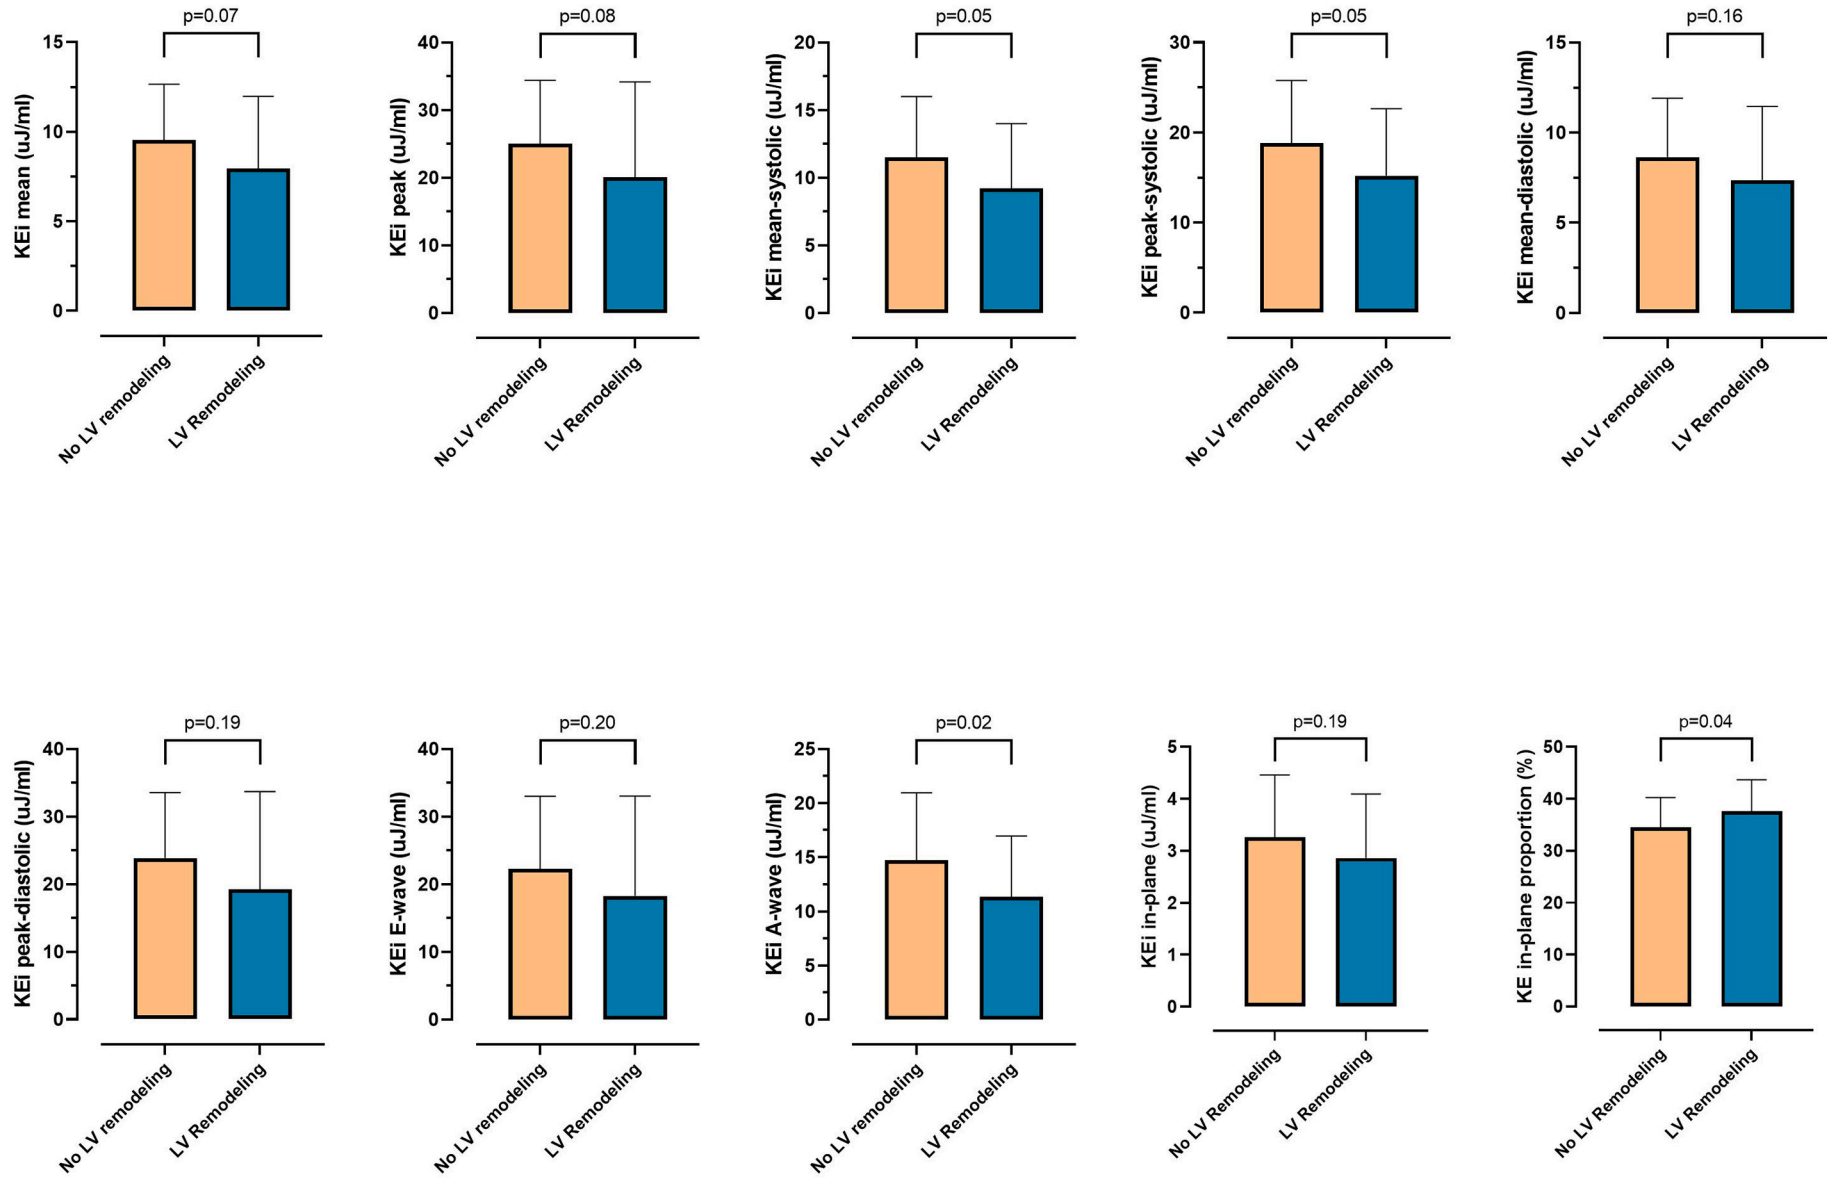 p=0.07
KEi mean (uJ/ml)
15
10
5
0
No LV remodeling
LV Remodeling
p=0.08
KEi peak (uJ/ml)
40
30
20
10
0
No LV remodeling
LV Remodeling
p=0.05
KEi mean-systolic (uJ/ml)
20
15
10
5
0
No LV remodeling
LV Remodeling
p=0.05
KEi peak-systolic (uJ/ml)
30
20
10
0
No LV remodeling
LV Remodeling
p=0.16
KEi mean-diastolic (uJ/ml)
15
10
5
0
No LV remodeling
LV Remodeling
p=0.19
KEi peak-diastolic (uJ/ml)
40
30
20
10
0
No LV remodeling
LV Remodeling
p=0.20
KEi E-wave (uJ/ml)
40
30
20
10
0
No LV remodeling
LV Remodeling
p=0.02
KEi A-wave (uJ/ml)
25
20
15
10
5
0
No LV remodeling
LV Remodeling
p=0.19
KEi in-plane (uJ/ml)
5
4
3
2
1
0
No LV Remodeling
LV Remodeling
p=0.04
KE in-plane proportion (%)
50
40
30
20
10
0
No LV Remodeling
LV Remodeling